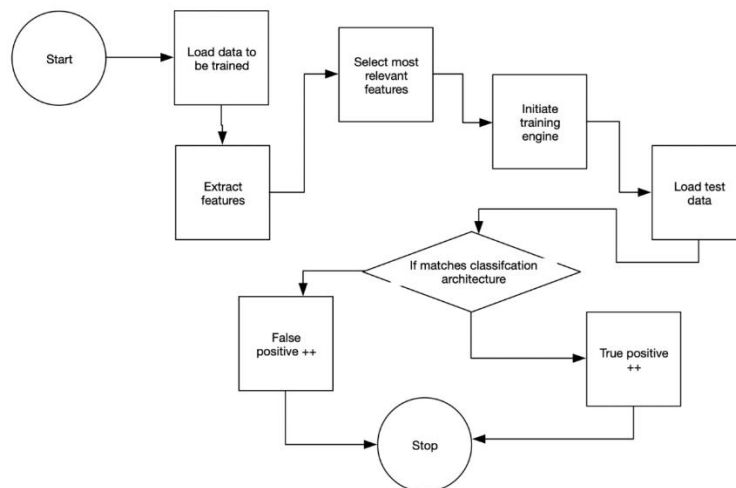 Start
Load data to
be trained
Select most
relevant
features
Initiate
training
engine
Extract
features
Load test
data
If matches classifcation
architecture
False
positive ++
True positive
++
Stop